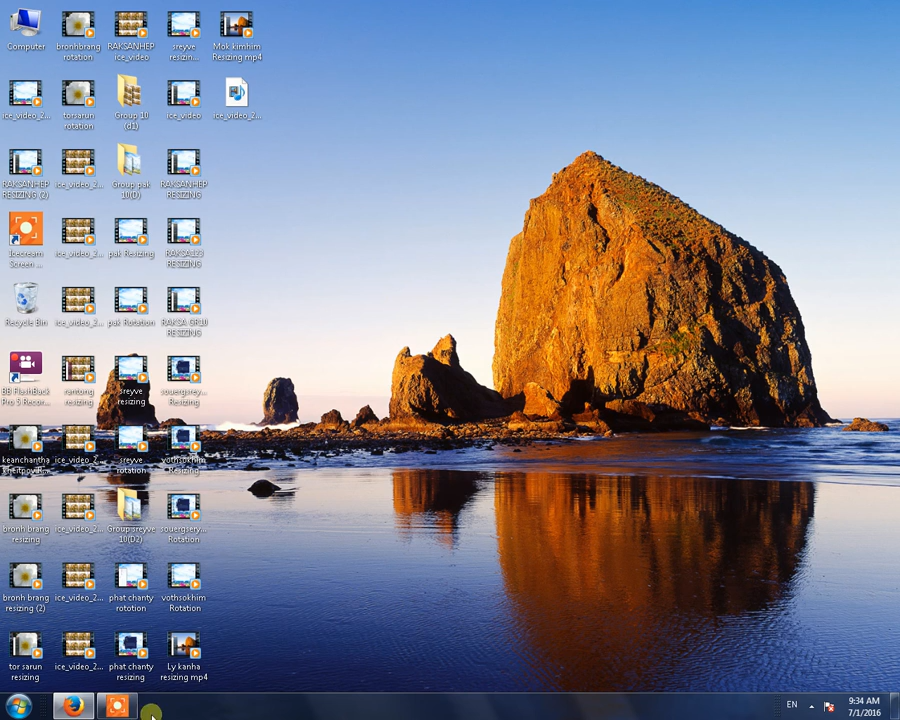 Computer
bronhbrang
rotation
RAKSANHEP
ice_video
sreyve
resizin...
Mok kimhim
Resizing mp4
ice_video_2...
torsarun
rotation
Group 10
(d1)
ice_video
ice_video_2...
RAKSANHEP
RESIZING (2)
ice_video_2...
Group pak
10(D)
RAKSANHEP
RESIZING
Icecream
Screen ...
ice_video_2...
pak Resizing
RAKSA123
RESIZING
Recycle Bin
ice_video_2...
pak Rotation
RAKSA GR10
RESIZING
BB FlashBack
Pro 5 Recor...
rantong
resizing
sreyve
resizing
souergsrey...
Resizing
keanchantha
ice_video_2...
sreyve
rotation
vothsokhim
Resizing
bronh brang
resizing
ice_video_2...
Group sreyve
10(D2)
souergsery...
Rotation
bronh brang
resizing (2)
ice_video_2...
phat chanty
rototion
vothsokhim
Rotation
tor sarun
resizing
ice_video_2...
phat chanty
resizing
Ly kanha
resizing mp4
EN
9:34 AM
7/1/2016